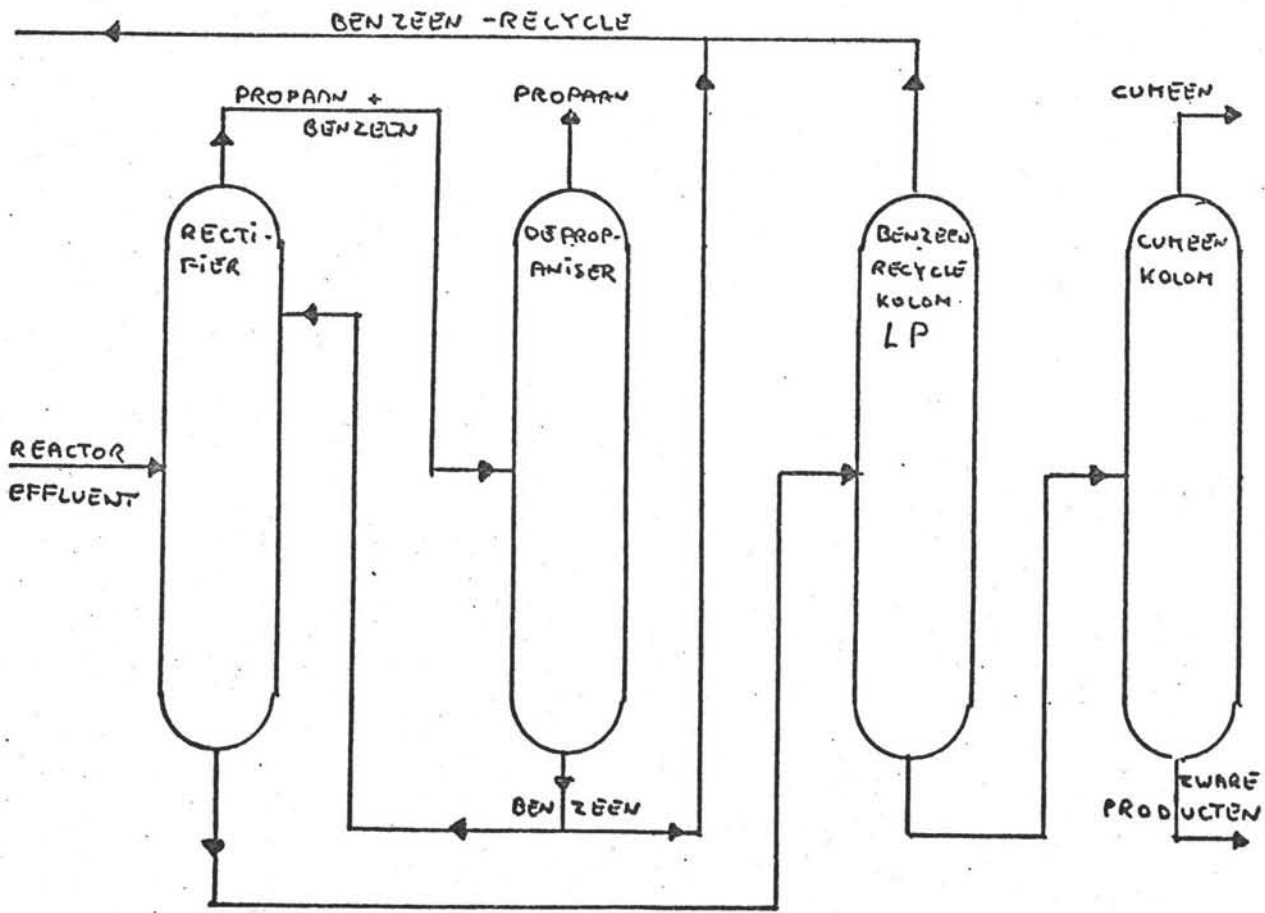 BENZEEN -RECYCLE
PROPAAN +
BENZEEN
PROPAAN
CUMEEN
RECTI-
FIER
DEPROP-
ANISER
BENZEEN
RECYCLE
KOLOM.
LP
CUMEEN
KOLOM
REACTOR
EFFLUENT
BENZEEN
ZWARE
PRODUCTEN